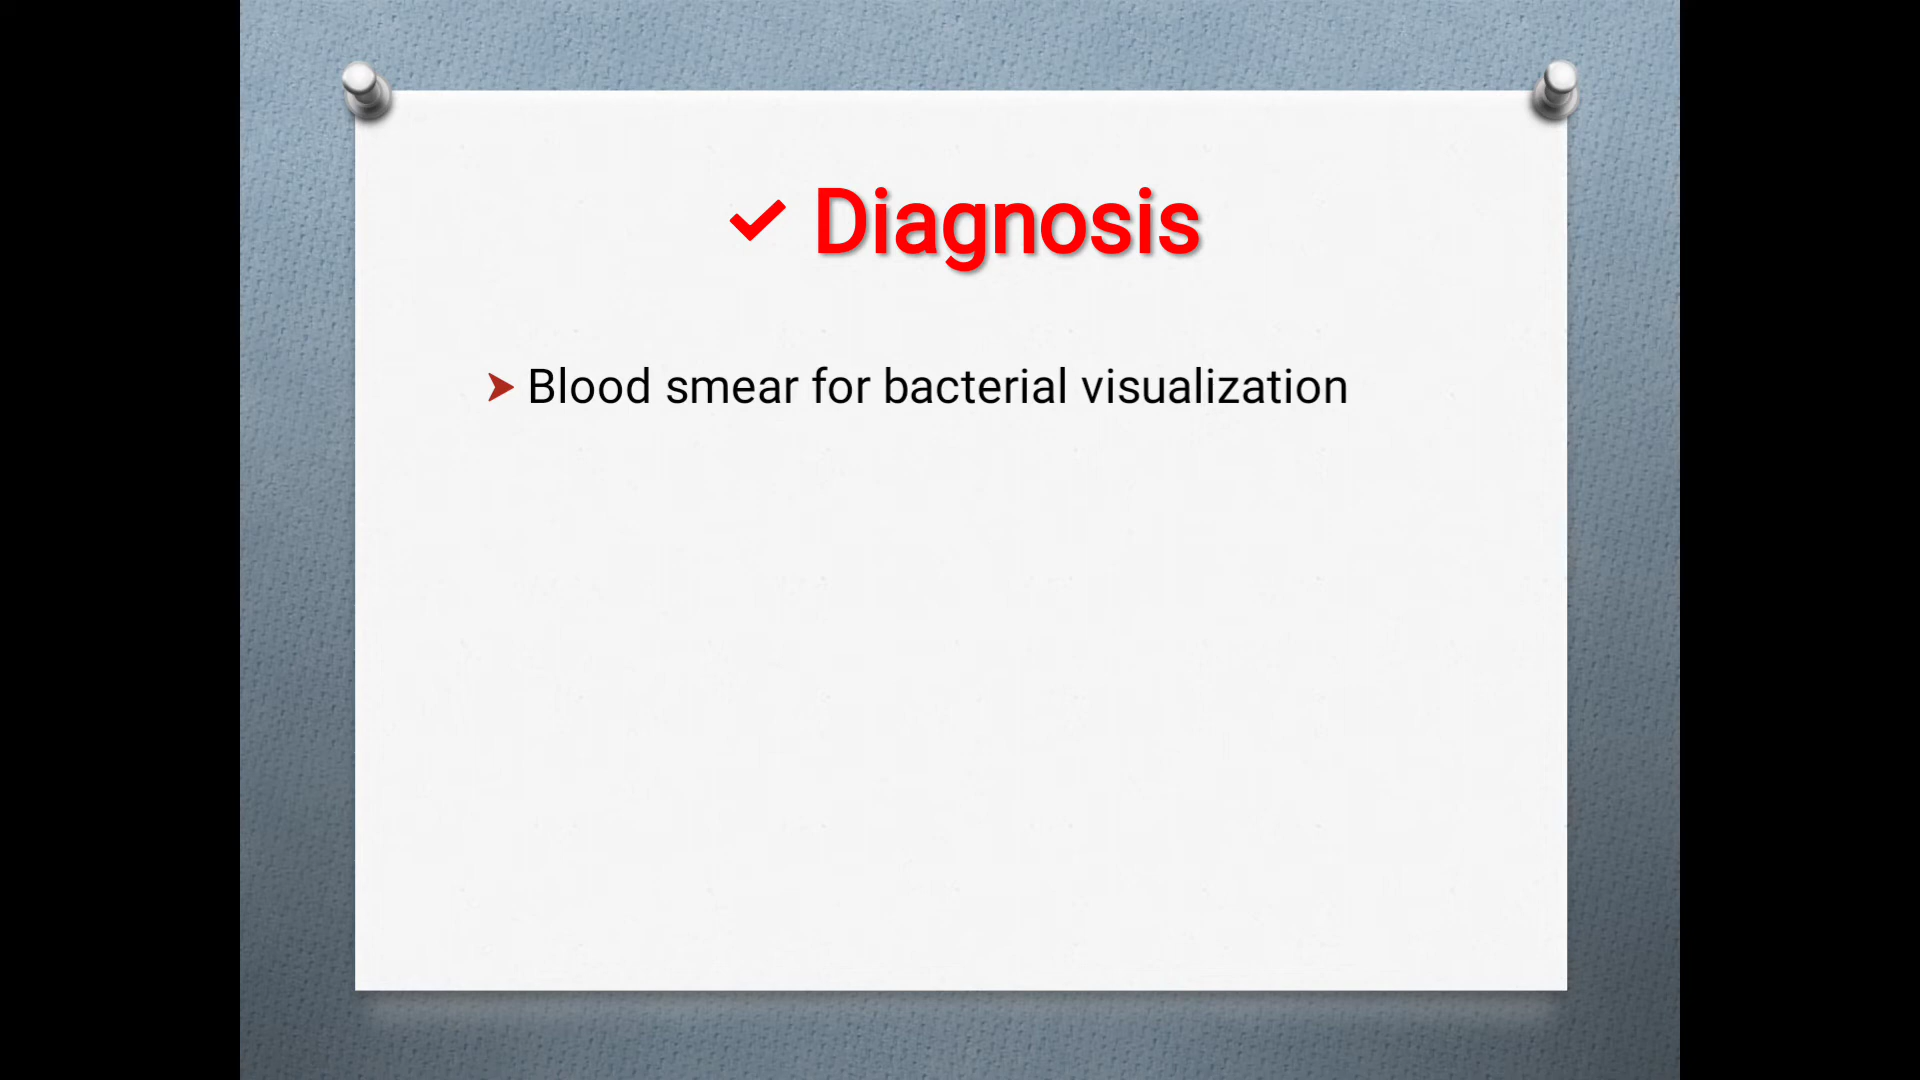 ✓ Diagnosis
➤ Blood smear for bacterial visualization